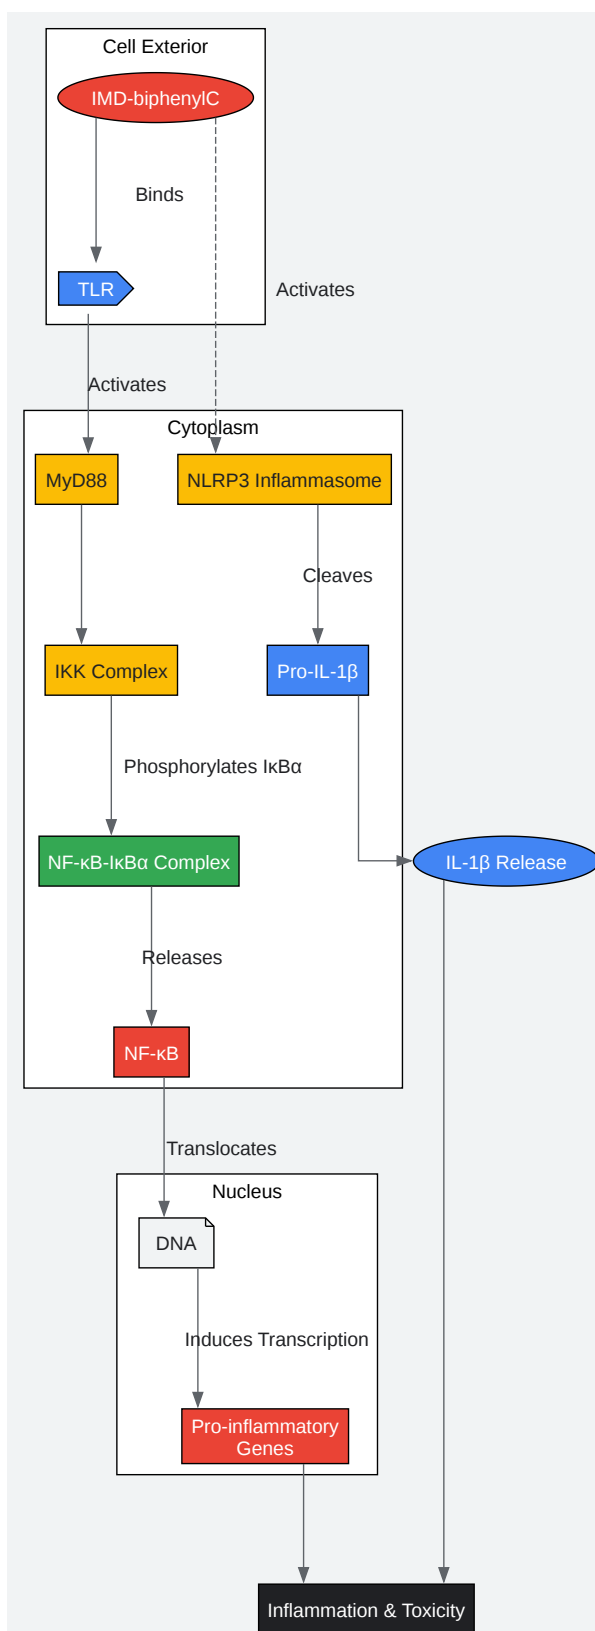 Cell Exterior
IMD-biphenylC
Binds
TLR
Activates
Activates
Cytoplasm
MyD88
NLRP3 Inflammasome
Cleaves
IKK Complex
Pro-IL-1β
Phosphorylates IκBα
NF-κB-IκBα Complex
IL-1β Release
Releases
NF-κB
Translocates
Nucleus
DNA
Induces Transcription
Pro-inflammatory
Genes
Inflammation & Toxicity